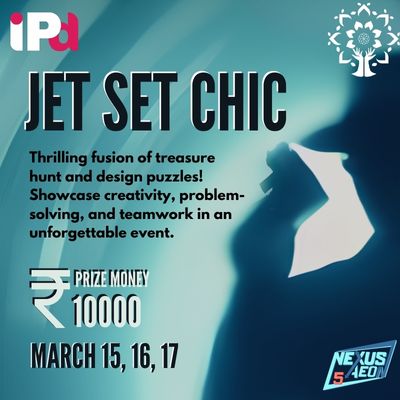 iPd
JET SET CHIC
Thrilling fusion of treasure
hunt and design puzzles!
Showcase creativity, problem-
solving, and teamwork in an
unforgettable event.
₹ PRIZE MONEY
10000
MARCH 15, 16, 17
NEXUS
5 AEON